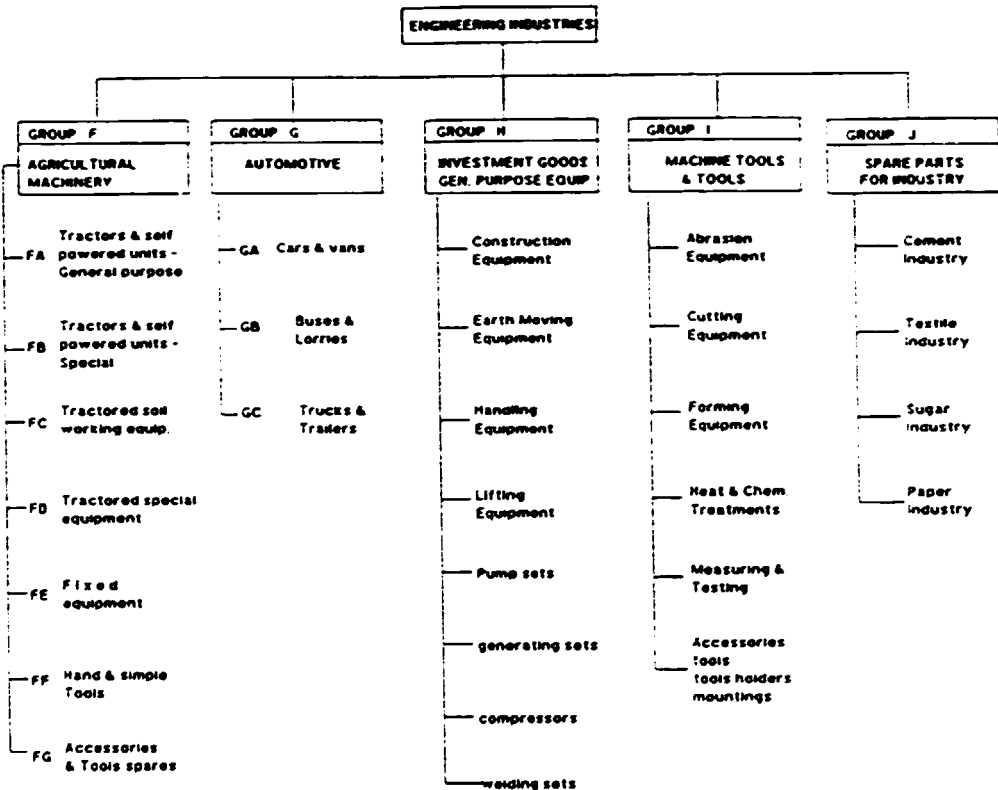 ENGINEERING INDUSTRIES
GROUP F
AGRICULTURAL
MACHINERY
FA
Tractors & self
powered units -
General purpose
FB
Tractors & self
powered units -
Special
FC
Tractored soil
working equip.
FD
Tractored special
equipment
FE
Fixed
equipment
FF
Hand & simple
Tools
FG
Accessories
& Tools spares
GROUP G
AUTOMOTIVE
GA Cars & vans
GB
Buses &
Lorries
GC
Trucks &
Trailers
GROUP H
INVESTMENT GOODS
GEN. PURPOSE EQUIP
Construction
Equipment
Earth Moving
Equipment
Handling
Equipment
Lifting
Equipment
Pump sets
generating sets
compressors
welding sets
GROUP I
MACHINE TOOLS
& TOOLS
Abrasion
Equipment
Cutting
Equipment
Forming
Equipment
Heat & Chem.
Treatments
Measuring &
Testing
Accessories
tools
tools holders
mountings
GROUP J
SPARE PARTS
FOR INDUSTRY
Cement
industry
Textile
industry
Sugar
industry
Paper
industry